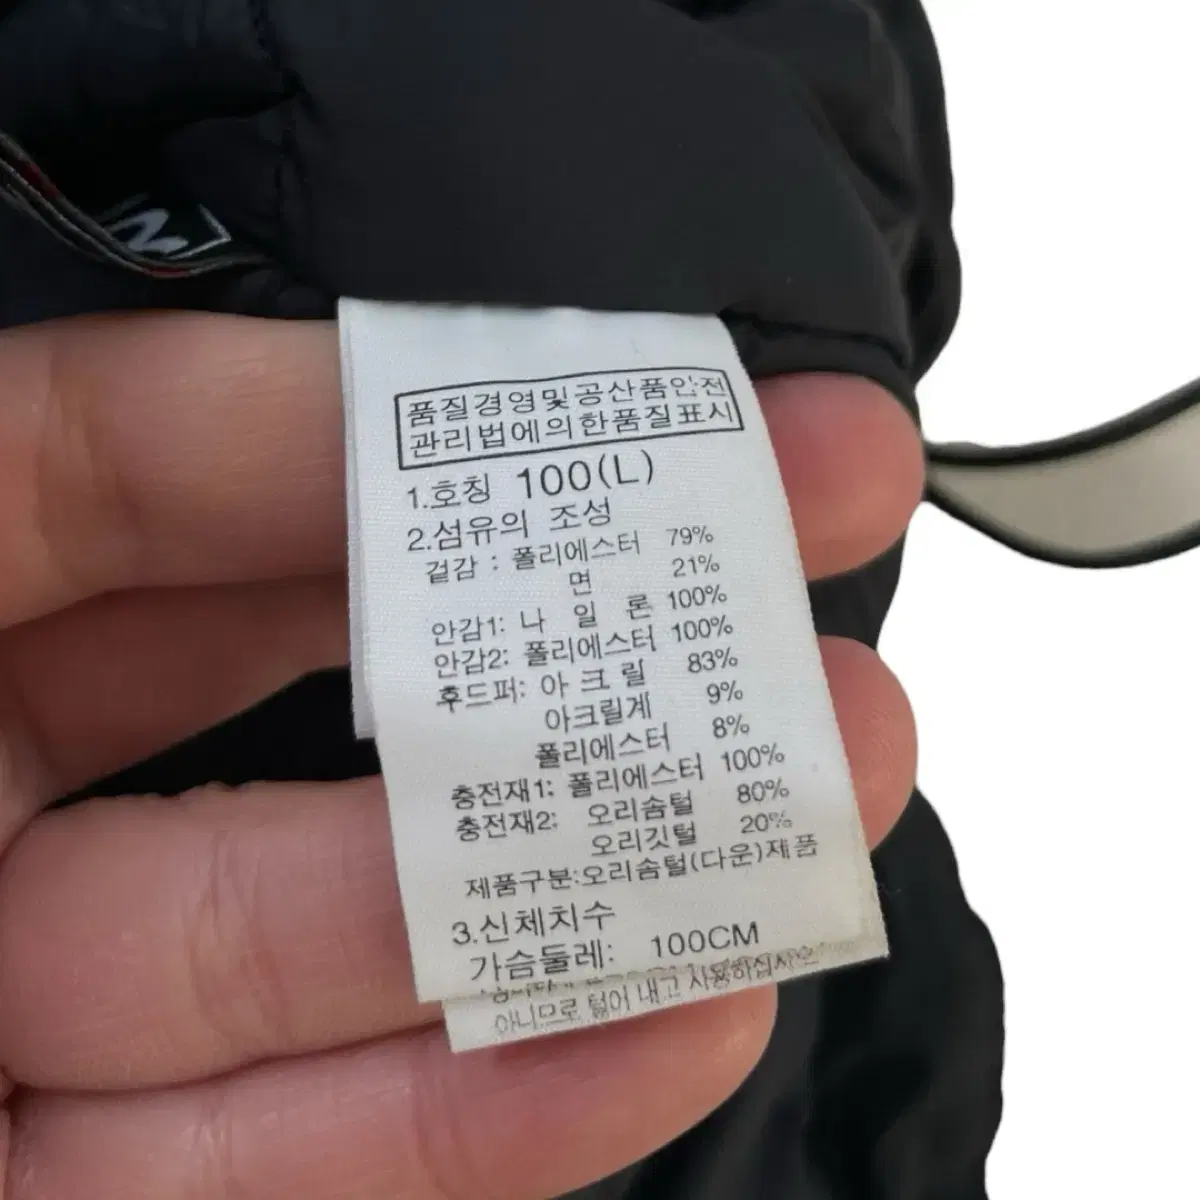 품질경영및공산품안전
관리법에의한품질표시
1.호칭 100(L)
2.섬유의 조성
겉감 : 폴리에스터 79%
면 21%
안감1: 나 일 론 100%
안감2: 폴리에스터 100%
후드퍼: 아 크 릴 83%
아크릴계 9%
폴리에스터 8%
충전재1: 폴리에스터 100%
충전재2: 오리솜털 80%
오리깃털 20%
제품구분:오리솜털(다운)제품
3.신체치수
가슴둘레: 100CM
아니므로 털어 내고 사용하십시오